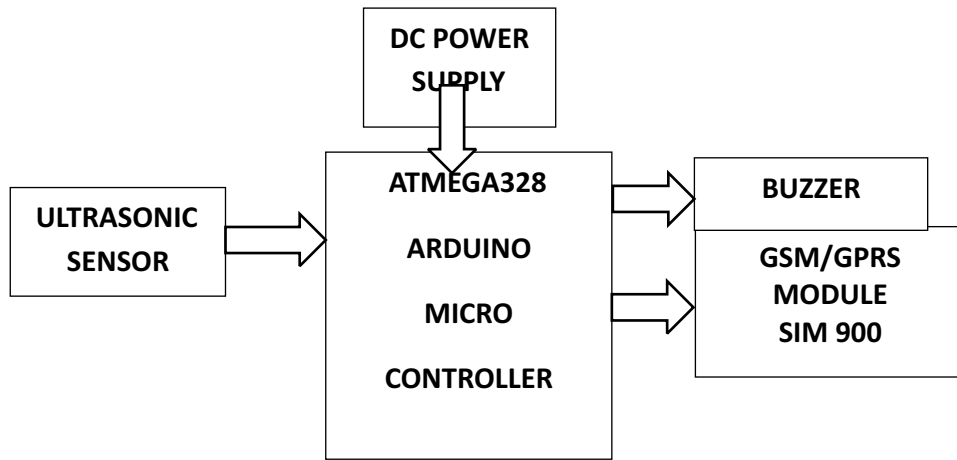 DC POWER
SUPPLY
ULTRASONIC
SENSOR
ATMEGA328
ARDUINO
MICRO
CONTROLLER
BUZZER
GSM/GPRS
MODULE
SIM 900